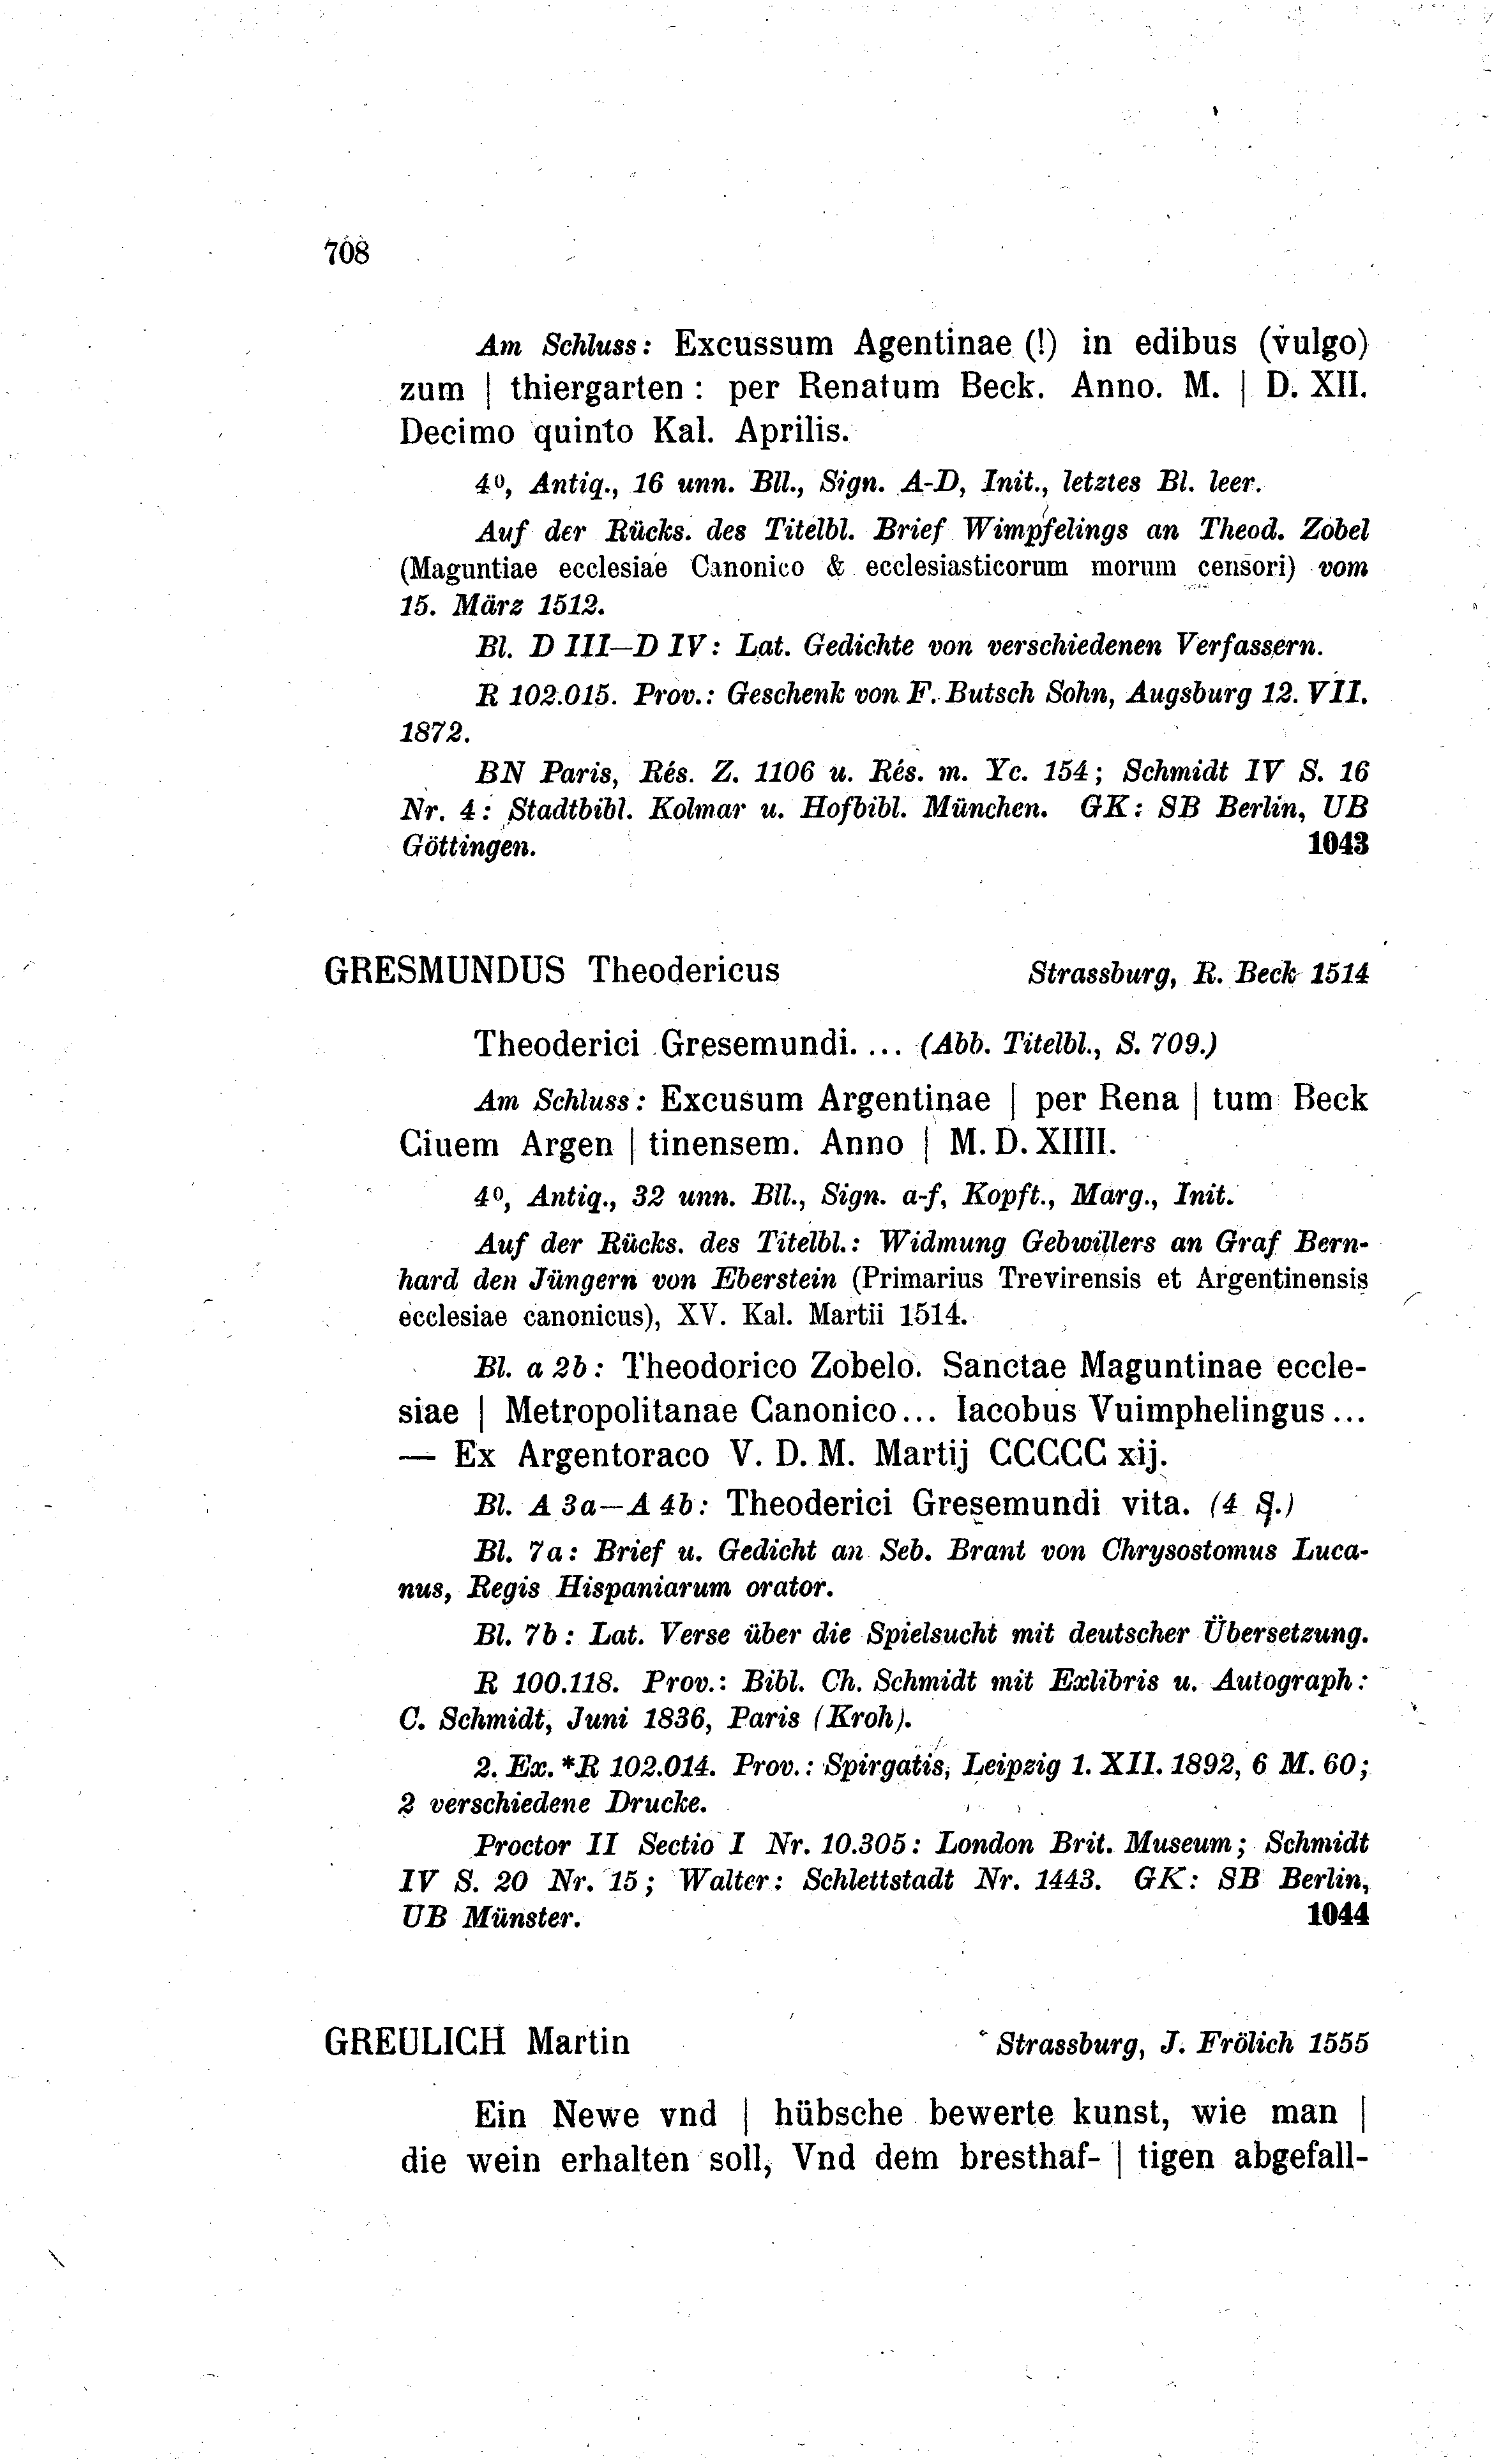 708
Am Schluss: Excussum Agentinae (!) in edibus (vulgo)
zum | thiergarten : per Renatum Beck. Anno. M. | D. XII.
Decimo quinto Kal. Aprilis.
4⁰, Antiq., 16 unn. Bll., Sign. A-D, Init., letztes Bl. leer.
Auf der Rücks. des Titelbl. Brief Wimpfelings an Theod. Zobel
(Maguntiae ecclesiae Canonico & ecclesiasticorum morum censori) vom
15. März 1512.
Bl. D III—D IV: Lat. Gedichte von verschiedenen Verfassern.
R 102.015. Prov.: Geschenk von F. Butsch Sohn, Augsburg 12. VII.
1872.
BN Paris, Rés. Z. 1106 u. Rés. m. Yc. 154; Schmidt IV S. 16
Nr. 4: Stadtbibl. Kolmar u. Hofbibl. München. GK: SB Berlin, UB
Göttingen. 1043
GRESMUNDUS Theodericus Strassburg, R. Beck 1514
Theoderici Gresemundi. ... (Abb. Titelbl., S. 709.)
Am Schluss: Excusum Argentinae | per Rena | tum Beck
Ciuem Argen | tinensem. Anno | M. D. XIIII.
4⁰, Antiq., 32 unn. Bll., Sign. a-f, Kopft., Marg., Init.
Auf der Rücks. des Titelbl.: Widmung Gebwillers an Graf Bern-
hard den Jüngern von Eberstein (Primarius Trevirensis et Argentinensis
ecclesiae canonicus), XV. Kal. Martii 1514.
Bl. a 2b: Theodorico Zobelo. Sanctae Maguntinae eccle-
siae | Metropolitanae Canonico... Iacobus Vuimphelingus...
— Ex Argentoraco V. D. M. Martij CCCCC xij.
Bl. A 3a—A 4b: Theoderici Gresemundi vita. (4 S.)
Bl. 7a: Brief u. Gedicht an Seb. Brant von Chrysostomus Luca-
nus, Regis Hispaniarum orator.
Bl. 7b: Lat. Verse über die Spielsucht mit deutscher Übersetzung.
R 100.118. Prov.: Bibl. Ch. Schmidt mit Exlibris u. Autograph:
C. Schmidt, Juni 1836, Paris (Kroh).
2. Ex. *R 102.014. Prov.: Spirgatis, Leipzig 1. XII. 1892, 6 M. 60;
2 verschiedene Drucke.
Proctor II Sectio I Nr. 10.305: London Brit. Museum; Schmidt
IV S. 20 Nr. 15; Walter: Schlettstadt Nr. 1443. GK: SB Berlin,
UB Münster. 1044
GREULICH Martin Strassburg, J. Frölich 1555
Ein Newe vnd | hübsche bewerte kunst, wie man |
die wein erhalten soll, Vnd dem bresthaf- | tigen abgefall-